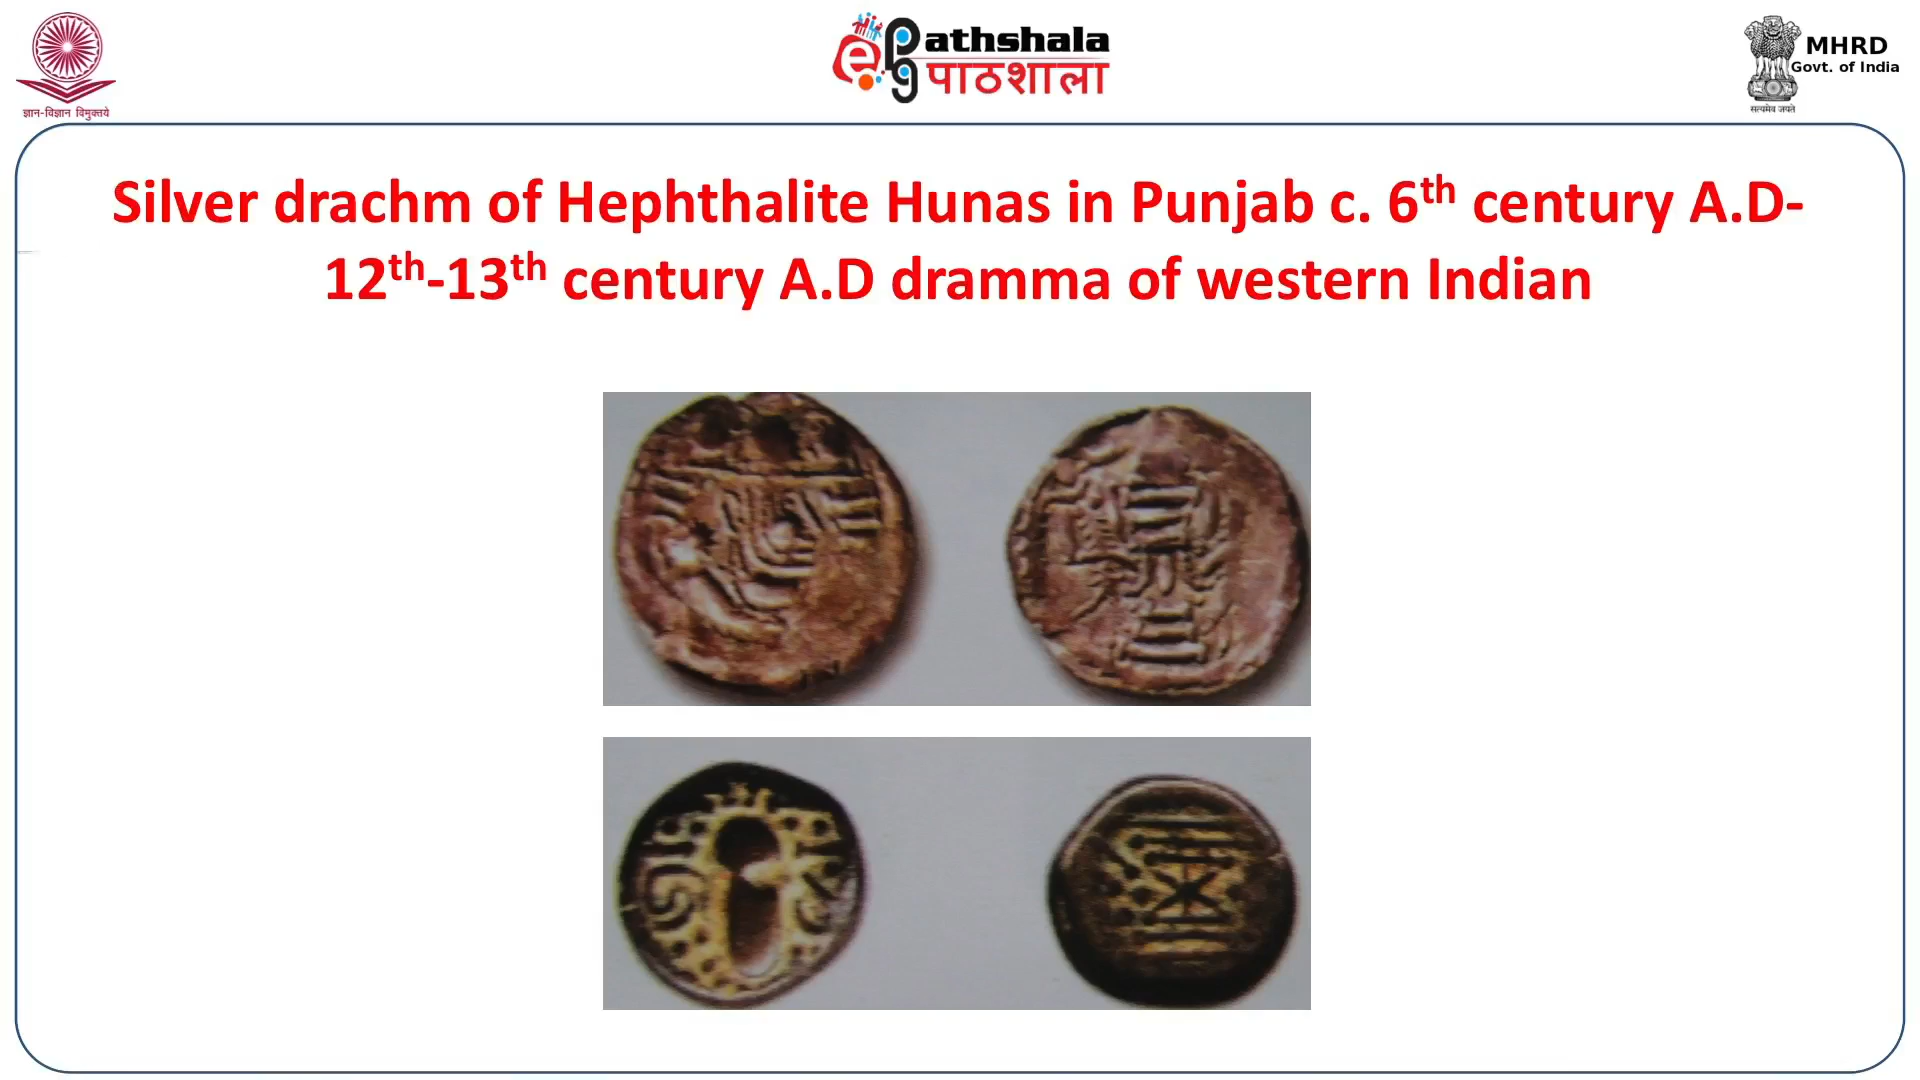 ज्ञान-विज्ञान विमुक्तये
ePathshala
पाठशाला
सत्यमेव जयते
MHRD
Govt. of India
Silver drachm of Hephthalite Hunas in Punjab c. 6th century A.D-
12th-13th century A.D dramma of western Indian